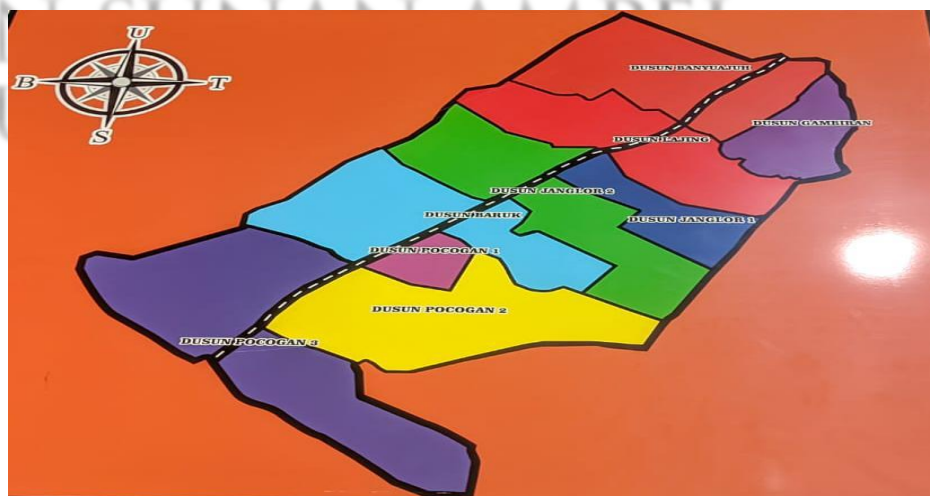 U
B
T
S
DUSUN BANYUAJUH
DUSUN GAMBIRAN
DUSUN LAJING
DUSUN JANGLOR 2
DUSUN BARUK
DUSUN JANGLOR 1
DUSUN POCOGAN 1
DUSUN POCOGAN 2
DUSUN POCOGAN 3